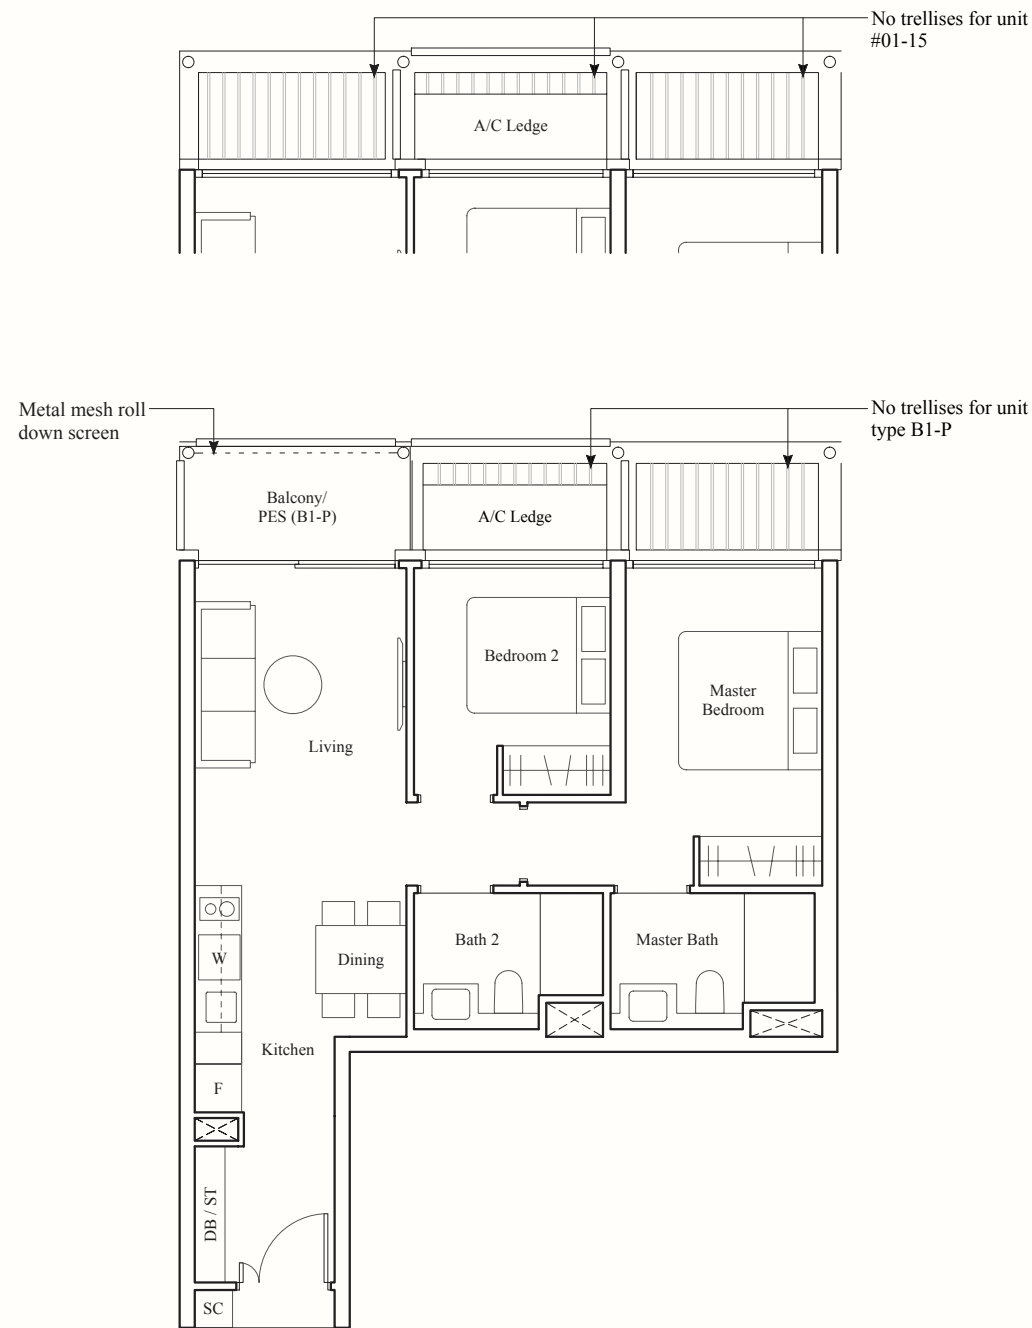 No trellises for unit
#01-15
A/C Ledge
Metal mesh roll
down screen
No trellises for unit
type B1-P
Balcony/
PES (B1-P)
A/C Ledge
Bedroom 2
Master
Bedroom
Living
W
Dining
Bath 2
Master Bath
Kitchen
F
DB / ST
SC